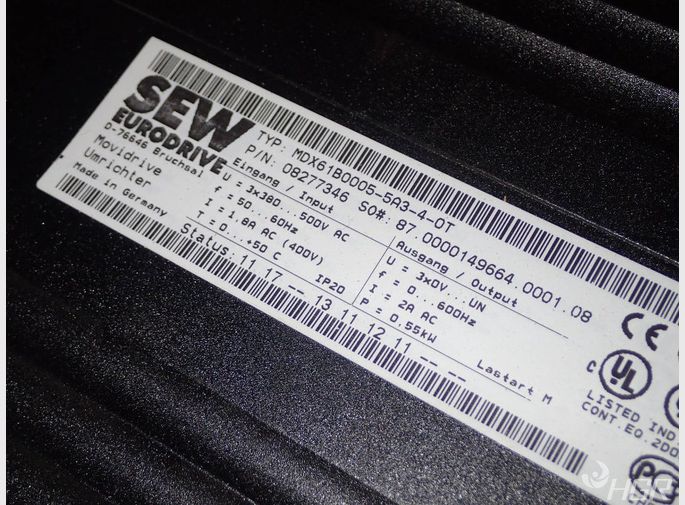 SEW
EURODRIVE
D-76646 Bruchsal
Movidrive
Umrichter
Made in Germany
TYP: MDX61B0005-5A3-4-0T
P/N: 08277346 SO#: 87.0000149664.0001.08
Eingang / Input
U = 3x380...500V AC
f = 50...60Hz
I = 1.8A AC (400V)
T = 0...+50 C
IP20
Ausgang / Output
U = 3x0V...UN
f = 0...600Hz
I = 2A AC
P = 0.55kW
Status: 11 17 -- 13 11 12 11 -- --
Lastart M
CE
C UL
LISTED IND.
CONT.EQ.2D0
HGR